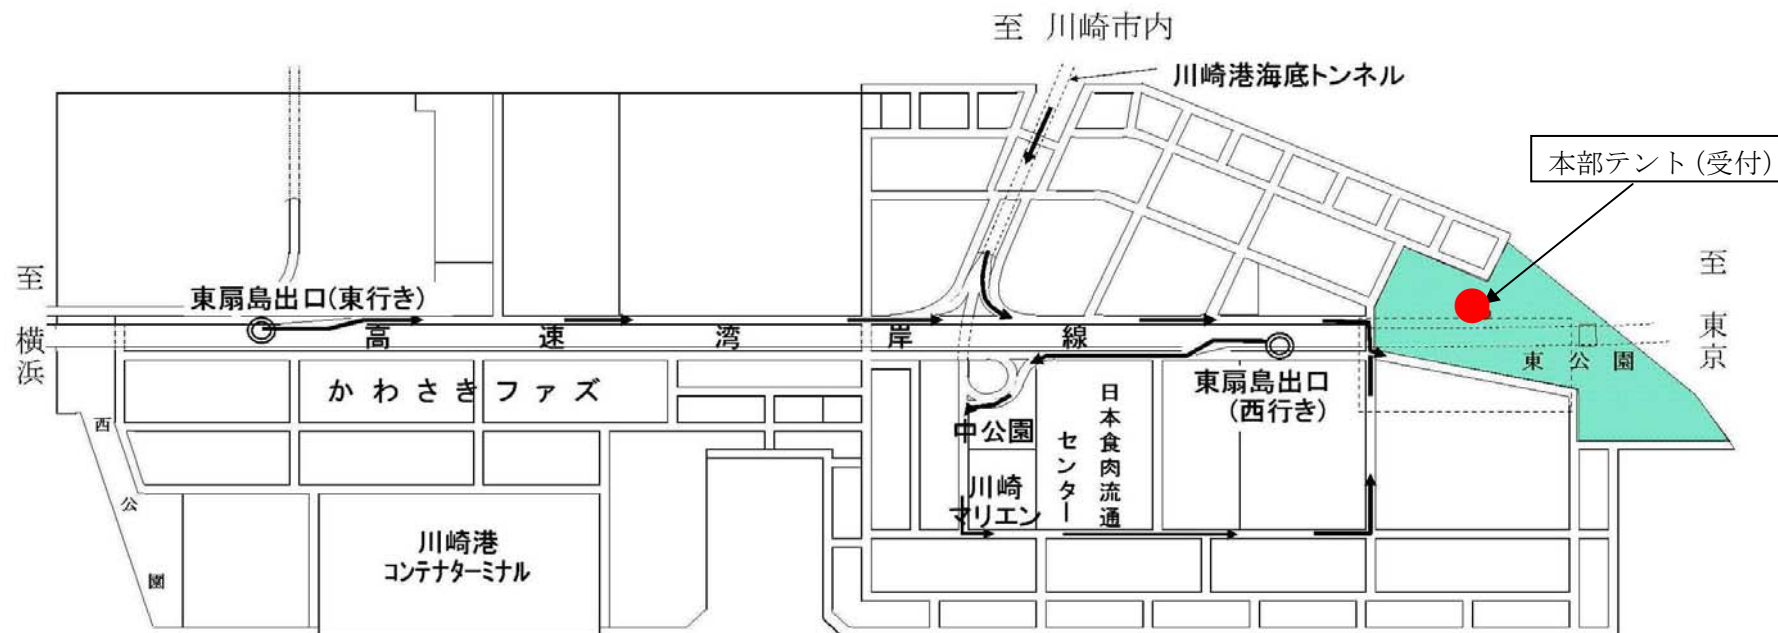 至 川崎市内
川崎港海底トンネル
本部テント(受付)
至 横浜
東扇島出口(東行き)
高速湾岸線
至 東京
東公園
かわさきファズ
東扇島出口
(西行き)
中公園
日本食肉流通
センター
川崎
マリエン
西公園
川崎港
コンテナターミナル